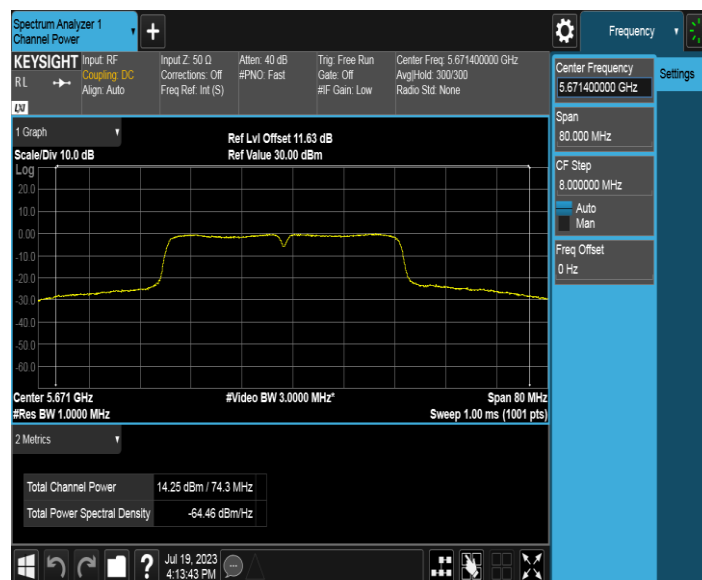 Spectrum Analyzer 1
Channel Power
+
Frequency
KEYSIGHT
RL
LXI
Input: RF
Coupling: DC
Align: Auto
Input Z: 50 Ω
Corrections: Off
Freq Ref: Int (S)
Atten: 40 dB
#PNO: Fast
Trig: Free Run
Gate: Off
#IF Gain: Low
Center Freq: 5.671400000 GHz
Avg|Hold: 300/300
Radio Std: None
Center Frequency
5.671400000 GHz
Settings
Span
80.000 MHz
CF Step
8.000000 MHz
Auto
Man
Freq Offset
0 Hz
1 Graph
Scale/Div 10.0 dB
Ref Lvl Offset 11.63 dB
Ref Value 30.00 dBm
Log
20.0
10.0
0.00
-10.0
-20.0
-30.0
-40.0
-50.0
-60.0
Center 5.671 GHz
#Video BW 3.0000 MHz*
Span 80 MHz
#Res BW 1.0000 MHz
Sweep 1.00 ms (1001 pts)
2 Metrics
Total Channel Power 14.25 dBm / 74.3 MHz
Total Power Spectral Density -64.46 dBm/Hz
?
Jul 19, 2023
4:13:43 PM